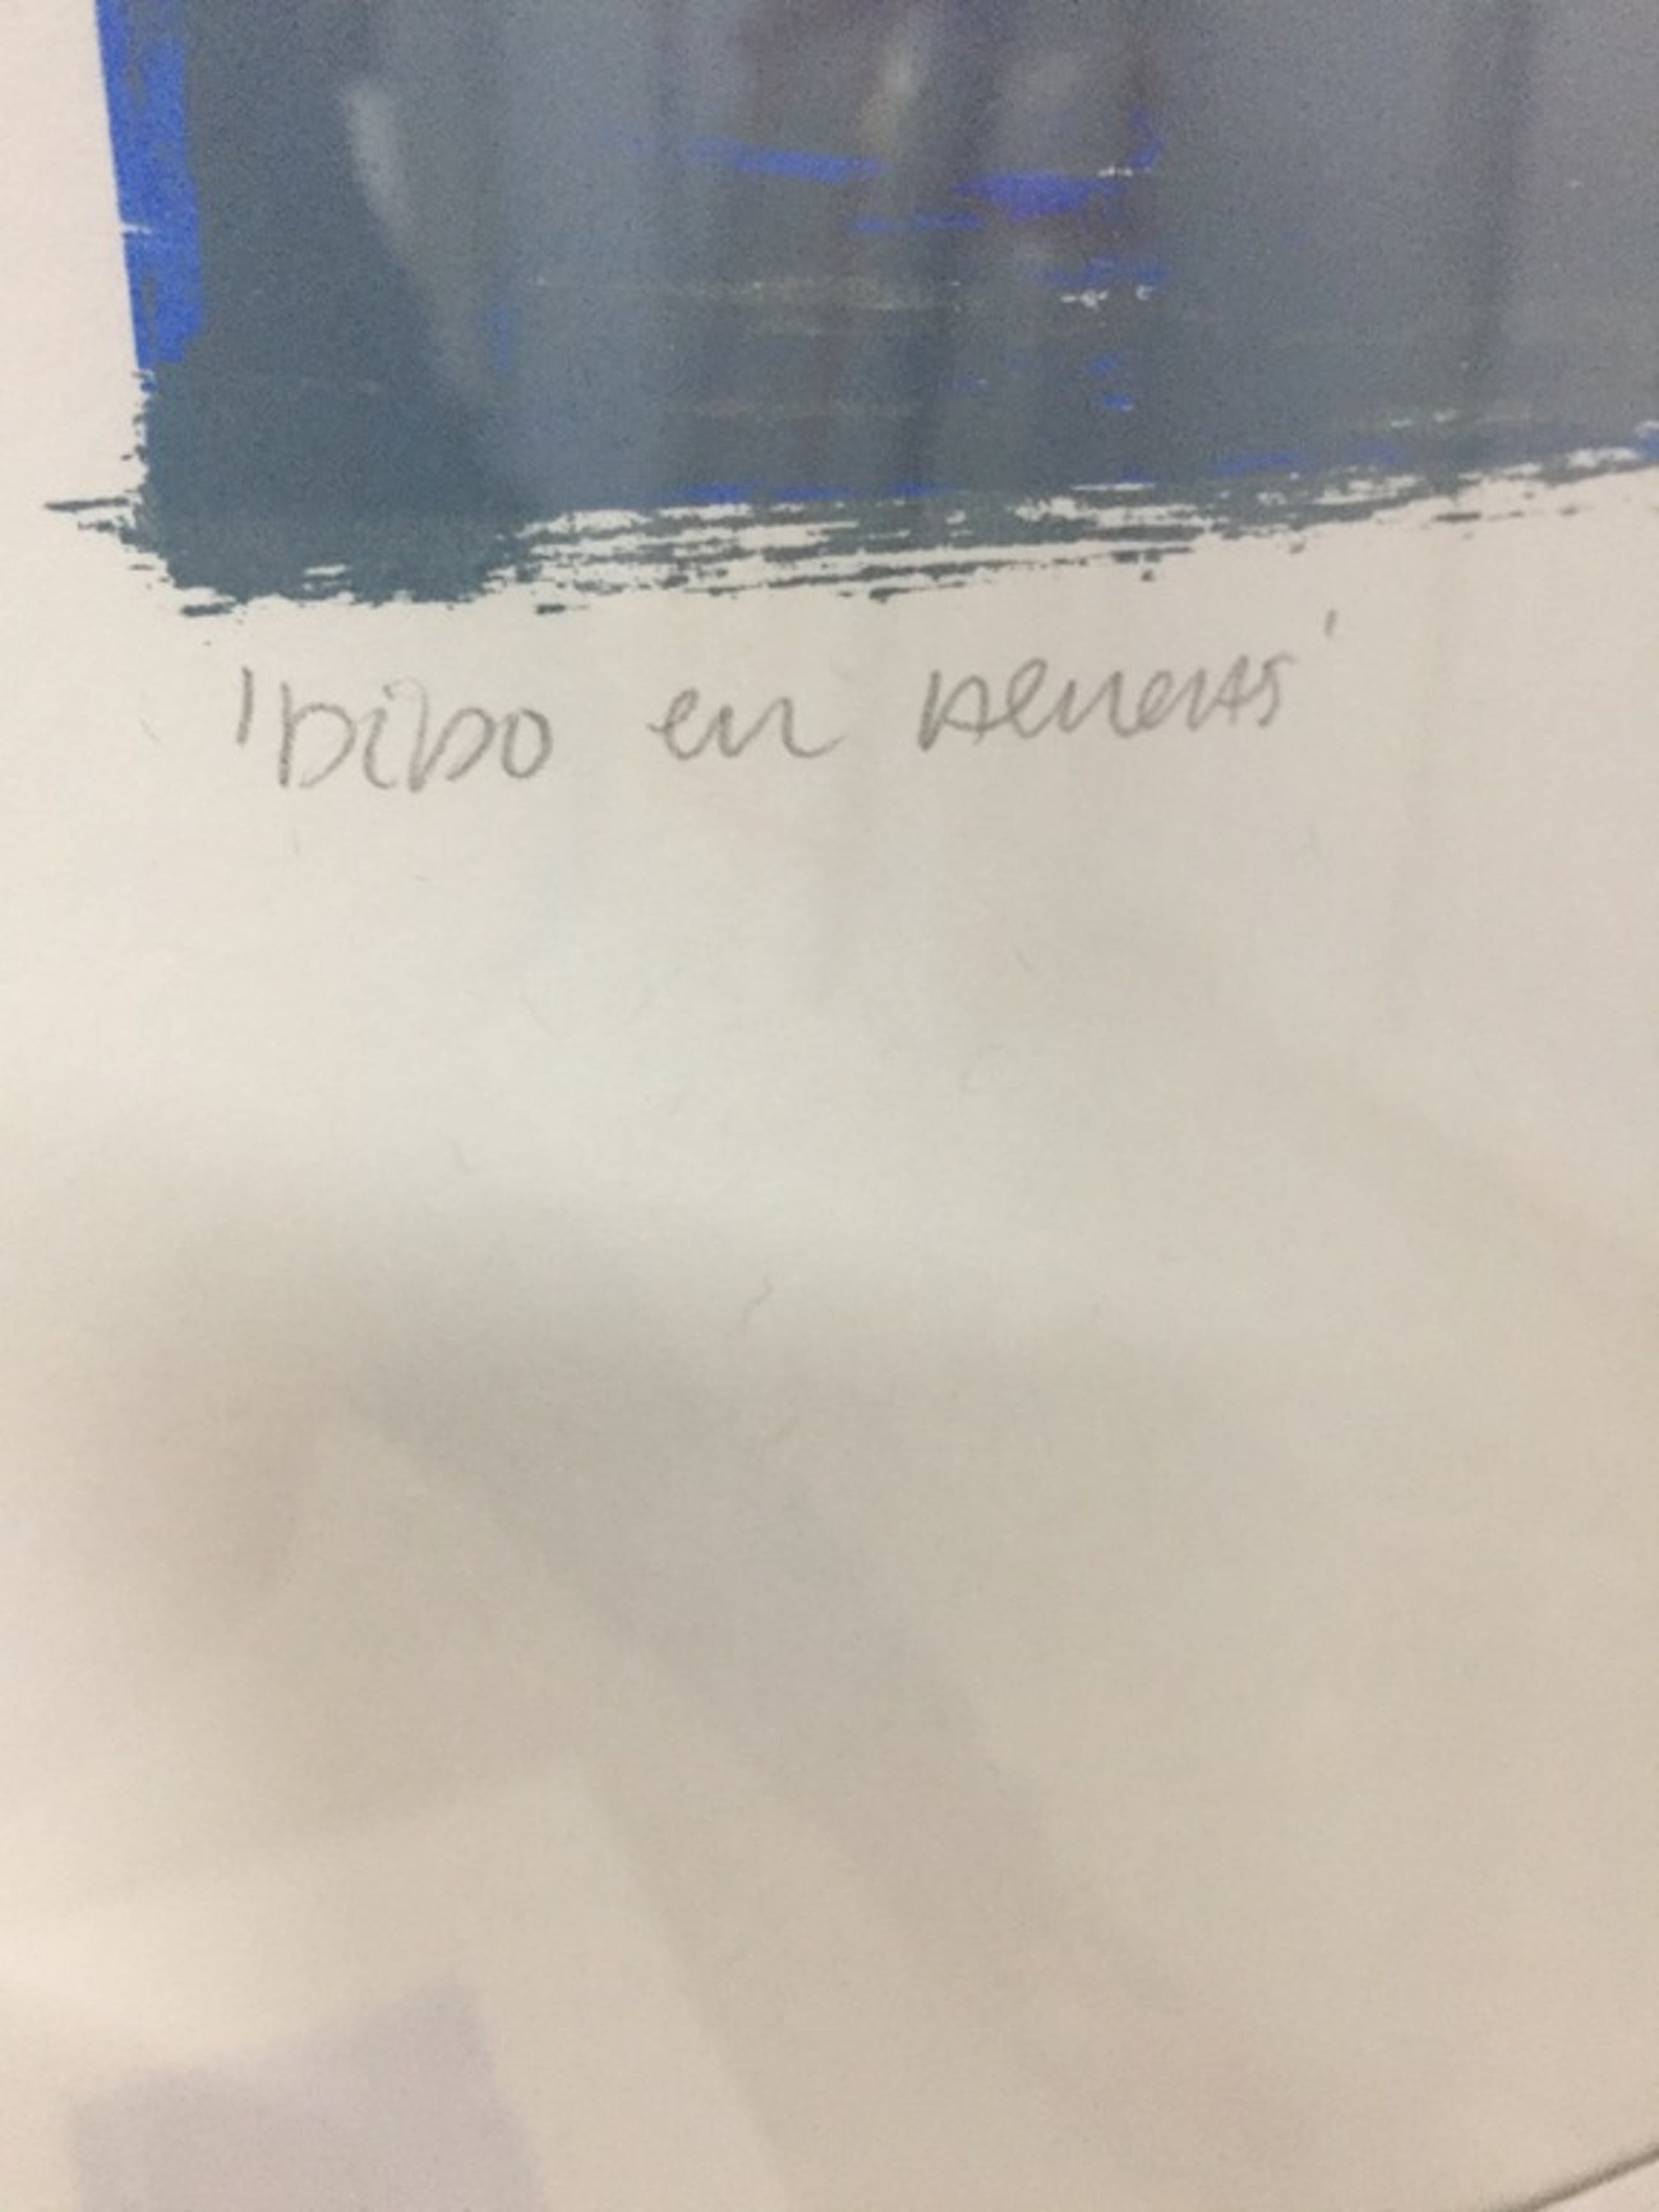 'Dido en Aeneas'